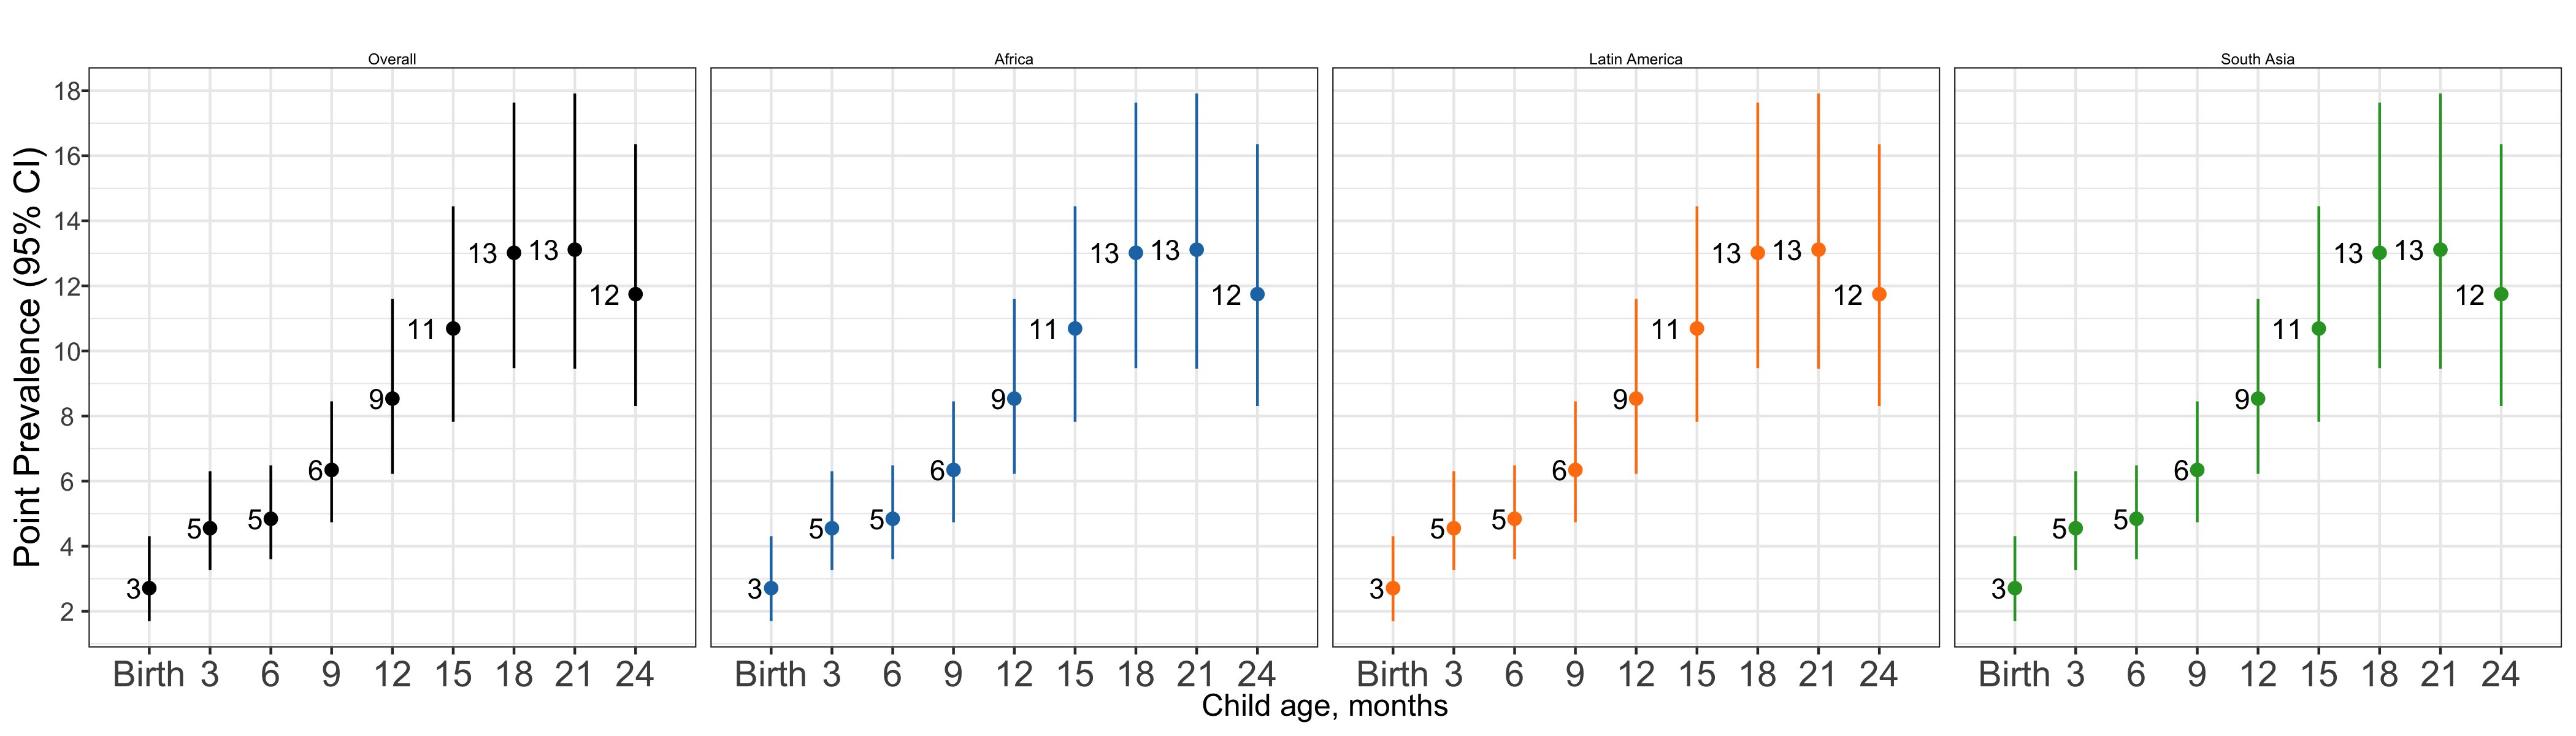 Overall
Africa
Latin America
South Asia
Point Prevalence (95% CI)
18
16
14
12
10
8
6
4
2
3 5 5 6 9 11 13 13 12
3 5 5 6 9 11 13 13 12
3 5 5 6 9 11 13 13 12
3 5 5 6 9 11 13 13 12
Birth 3 6 9 12 15 18 21 24
Birth 3 6 9 12 15 18 21 24
Birth 3 6 9 12 15 18 21 24
Birth 3 6 9 12 15 18 21 24
Child age, months